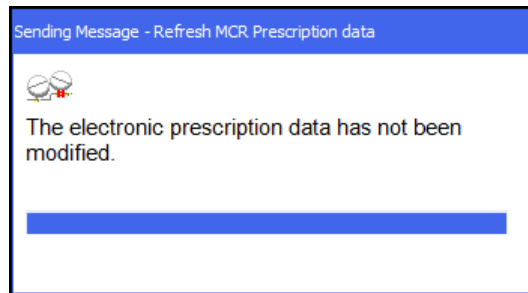 Sending Message - Refresh MCR Prescription data
The electronic prescription data has not been
modified.